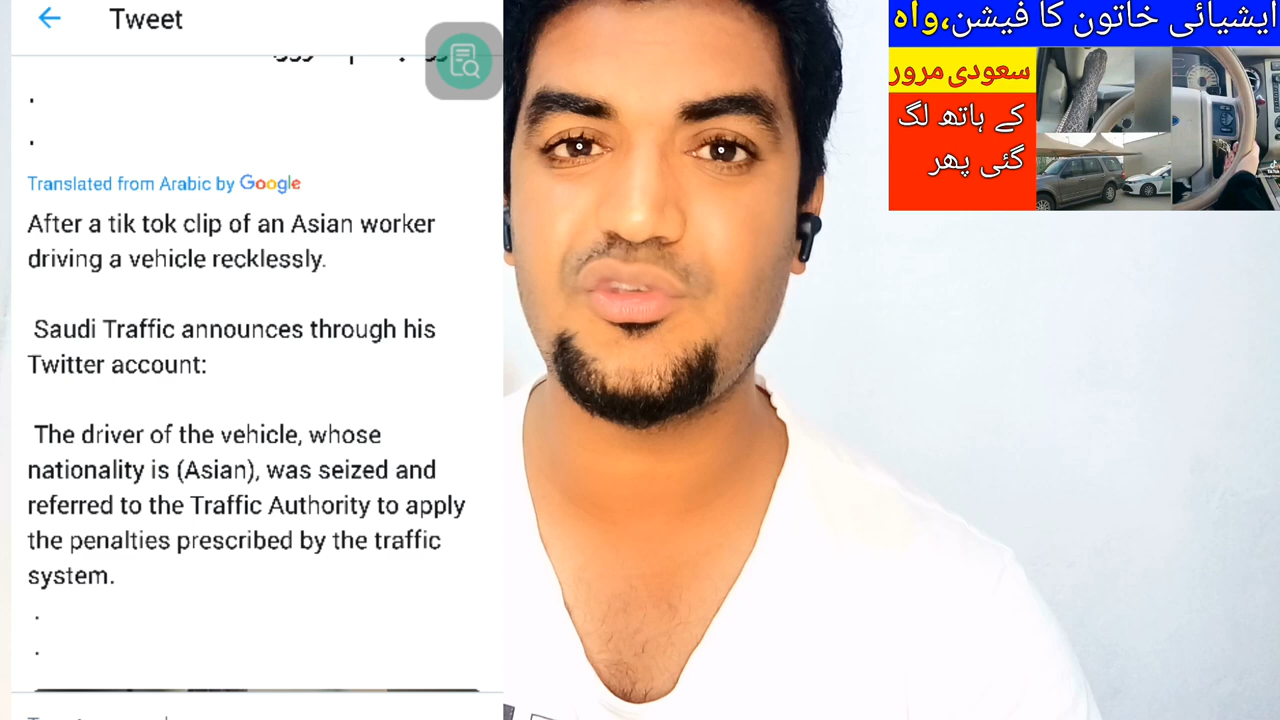 Tweet
.
.
Translated from Arabic by Google
After a tik tok clip of an Asian worker
driving a vehicle recklessly.
Saudi Traffic announces through his
Twitter account:
The driver of the vehicle, whose
nationality is (Asian), was seized and
referred to the Traffic Authority to apply
the penalties prescribed by the traffic
system.
.
.
ایشیائی خاتون کا فیشن،واہ
سعودی مرور
کے ہاتھ لگ
گئی پھر